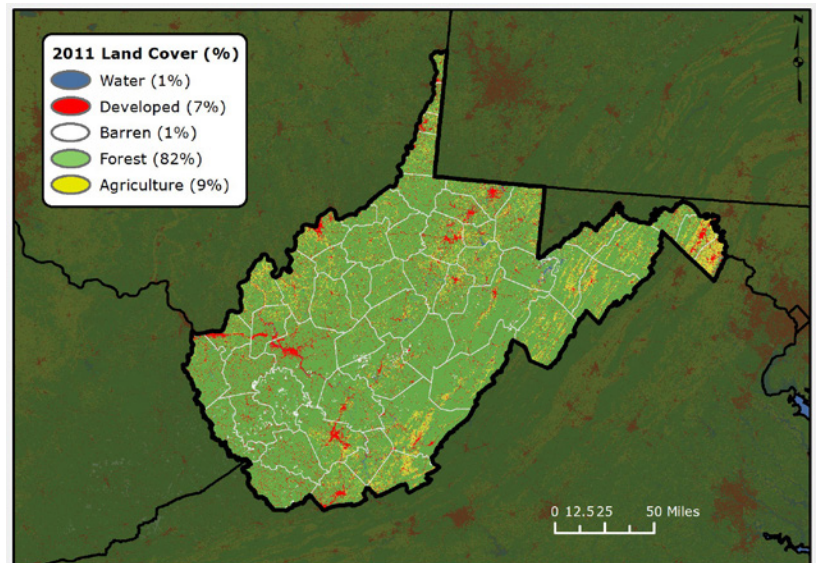 N
2011 Land Cover (%)
Water (1%)
Developed (7%)
Barren (1%)
Forest (82%)
Agriculture (9%)
0 12.525 50 Miles